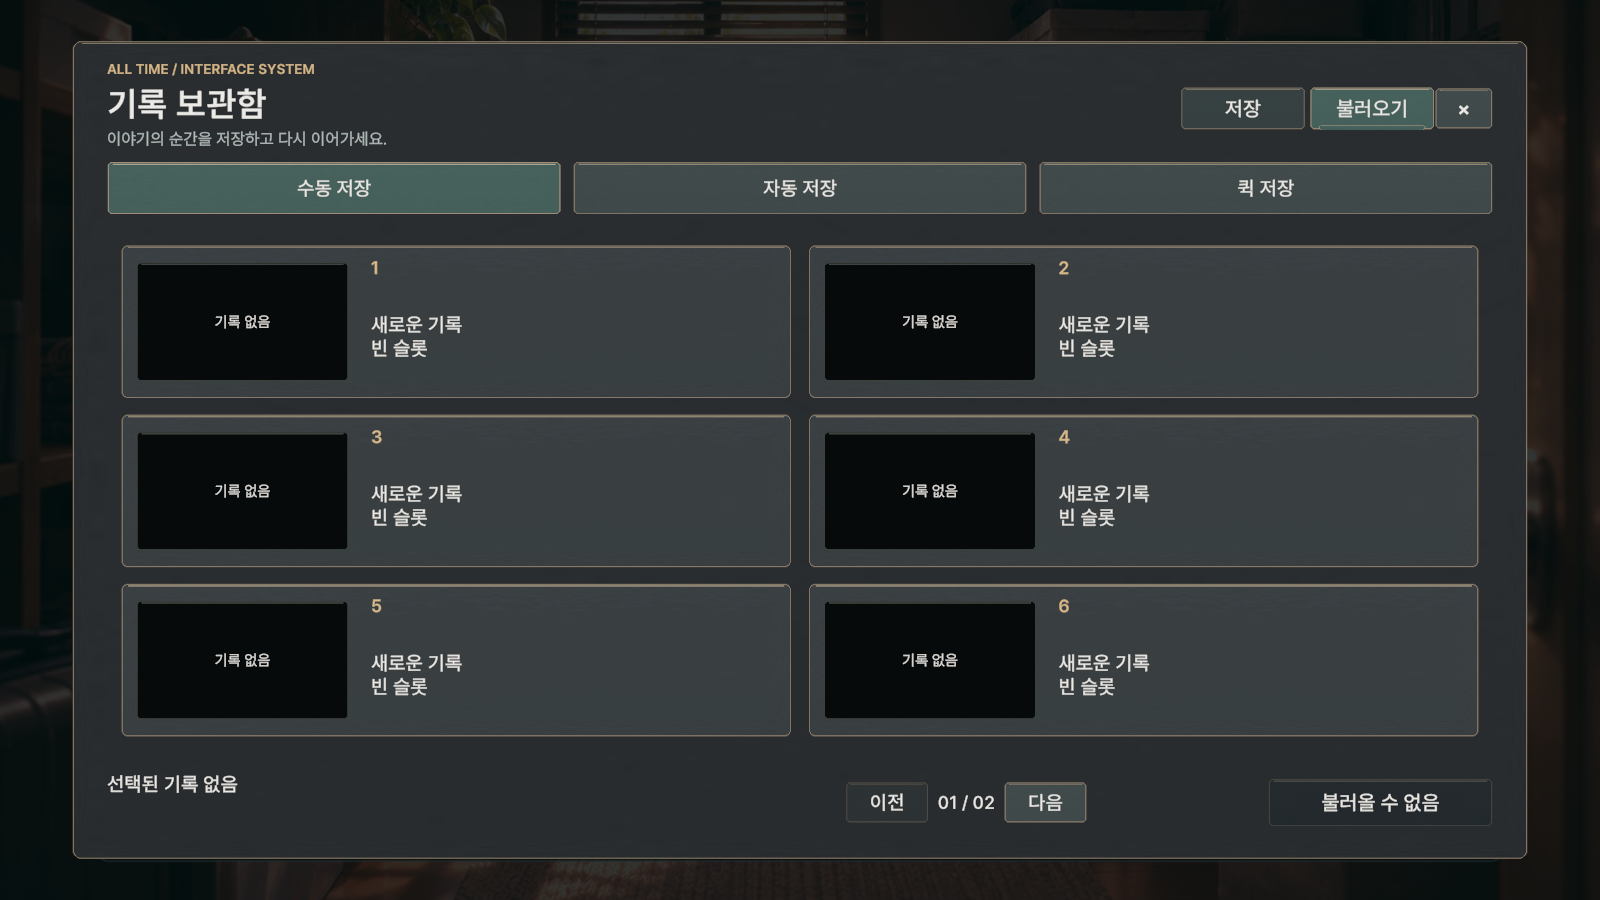 ALL TIME / INTERFACE SYSTEM
기록 보관함
이야기의 순간을 저장하고 다시 이어가세요.
저장
불러오기
×
수동 저장
자동 저장
퀵 저장
기록 없음
1
새로운 기록
빈 슬롯
기록 없음
2
새로운 기록
빈 슬롯
기록 없음
3
새로운 기록
빈 슬롯
기록 없음
4
새로운 기록
빈 슬롯
기록 없음
5
새로운 기록
빈 슬롯
기록 없음
6
새로운 기록
빈 슬롯
선택된 기록 없음
이전
01 / 02
다음
불러올 수 없음